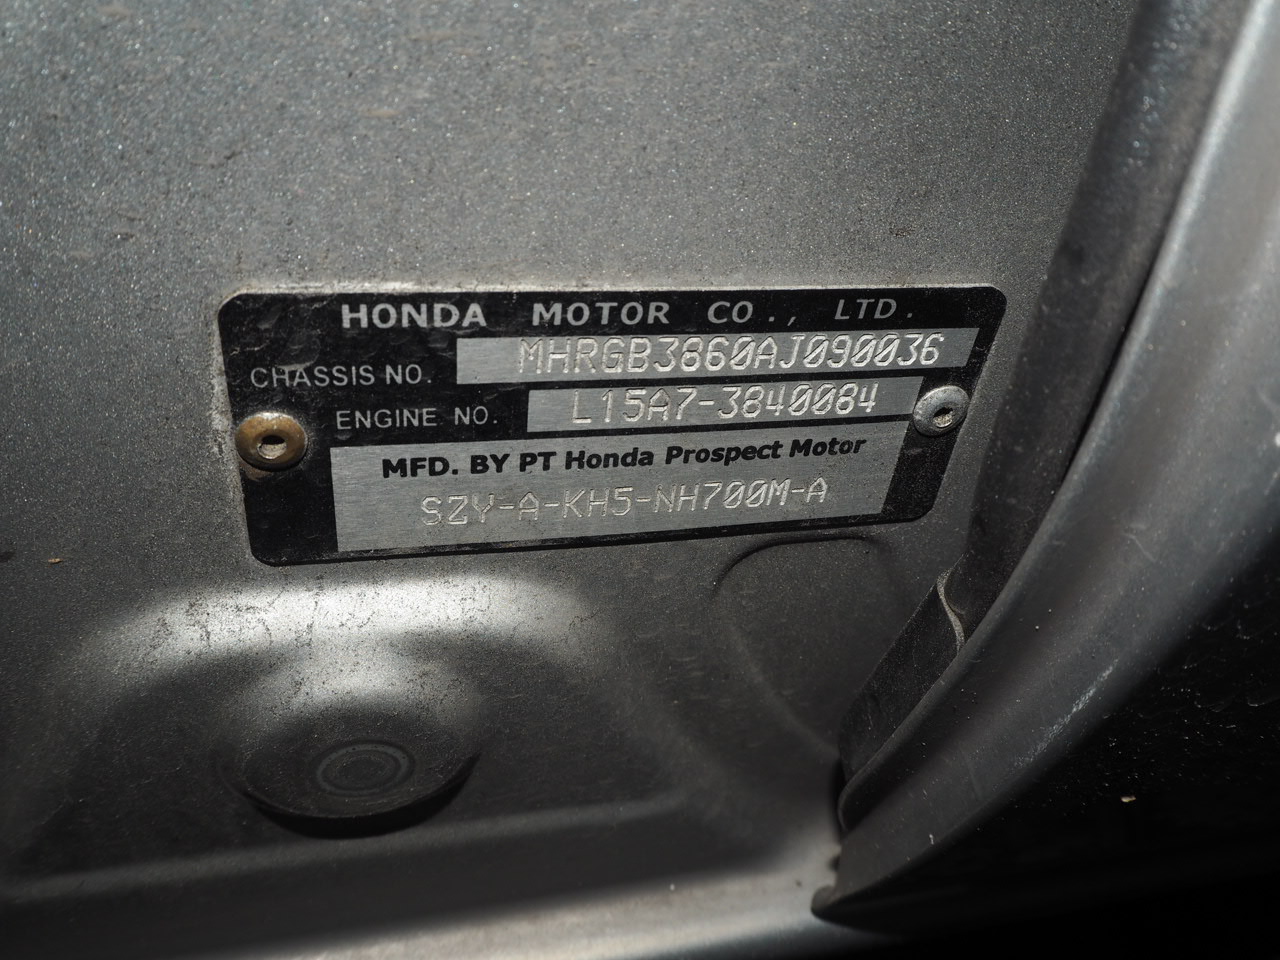 HONDA MOTOR CO., LTD.
CHASSIS NO. MHRGB3860AJ090036
ENGINE NO. L15A7-3840084
MFD. BY PT Honda Prospect Motor
SZY-A-KH5-NH700M-A